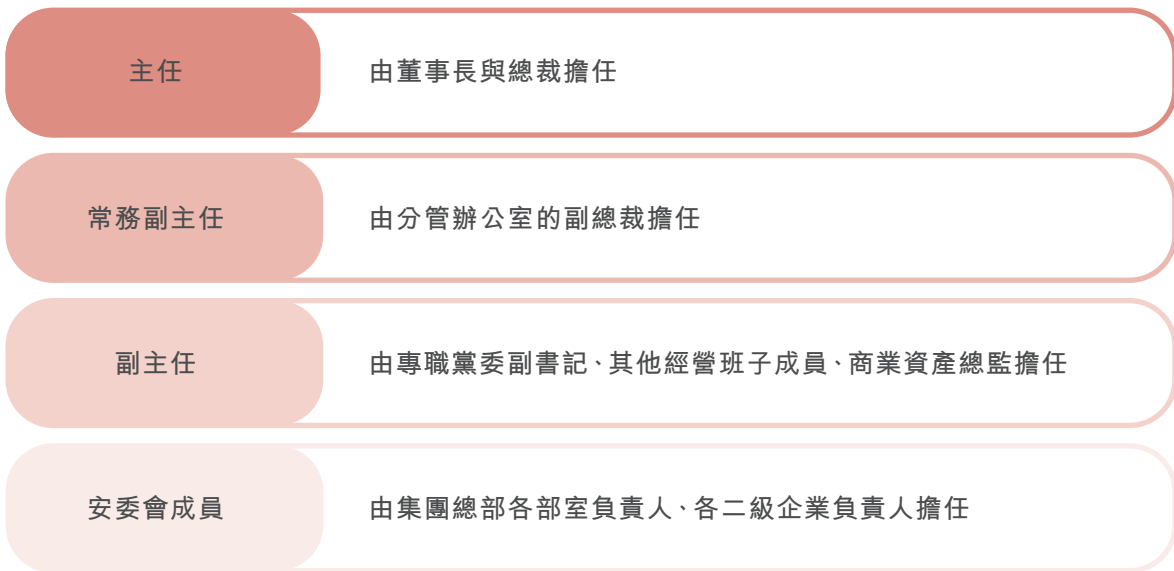 主任
由董事長與總裁擔任
常務副主任
由分管辦公室的副總裁擔任
副主任
由專職黨委副書記、其他經營班子成員、商業資產總監擔任
安委會成員
由集團總部各部室負責人、各二級企業負責人擔任